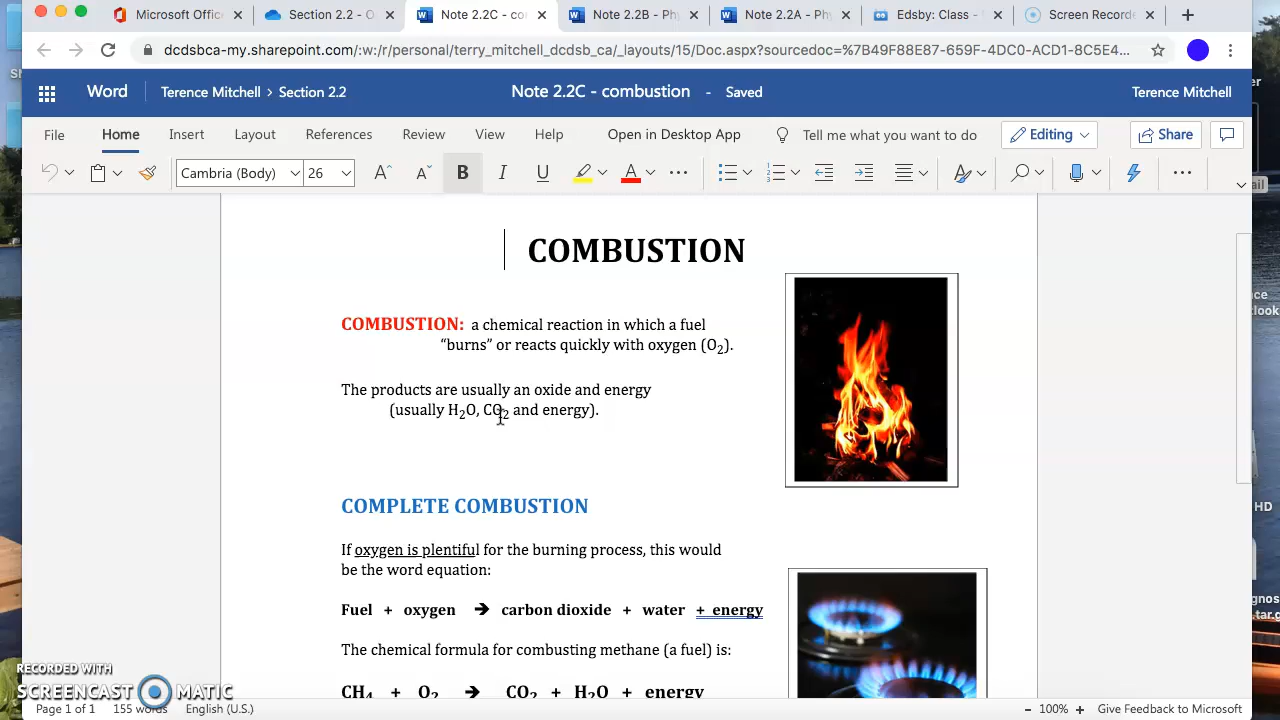 Microsoft Offic
Section 2.2 - O
Note 2.2C - co
Note 2.2B - Phy
Note 2.2A - Phy
Edsby: Class -
Screen Record
dcdsbca-my.sharepoint.com/:w:/r/personal/terry_mitchell_dcdsb_ca/_layouts/15/Doc.aspx?sourcedoc=%7B49F88E87-659F-4DC0-ACD1-8C5E4...
Word Terence Mitchell > Section 2.2 Note 2.2C - combustion - Saved Terence Mitchell
File Home Insert Layout References Review View Help Open in Desktop App Tell me what you want to do Editing Share
Cambria (Body) 26 A A B I U A
COMBUSTION
COMBUSTION: a chemical reaction in which a fuel
“burns” or reacts quickly with oxygen (O₂).
The products are usually an oxide and energy
(usually H₂O, CO₂ and energy).
COMPLETE COMBUSTION
If oxygen is plentiful for the burning process, this would
be the word equation:
Fuel + oxygen → carbon dioxide + water + energy
The chemical formula for combusting methane (a fuel) is:
CH₄ + O₂ → CO₂ + H₂O + energy
RECORDED WITH
SCREENCAST MATIC
Page 1 of 1 155 words English (U.S.) - 100% + Give Feedback to Microsoft
HD